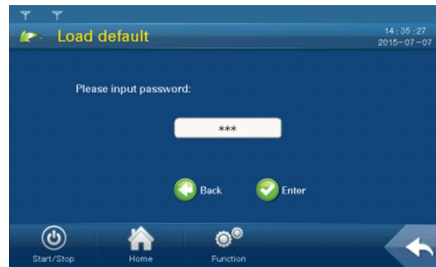 Load default
14:35:27
2015-07-07
Please input password:
***
Back
Enter
Start/Stop
Home
Function